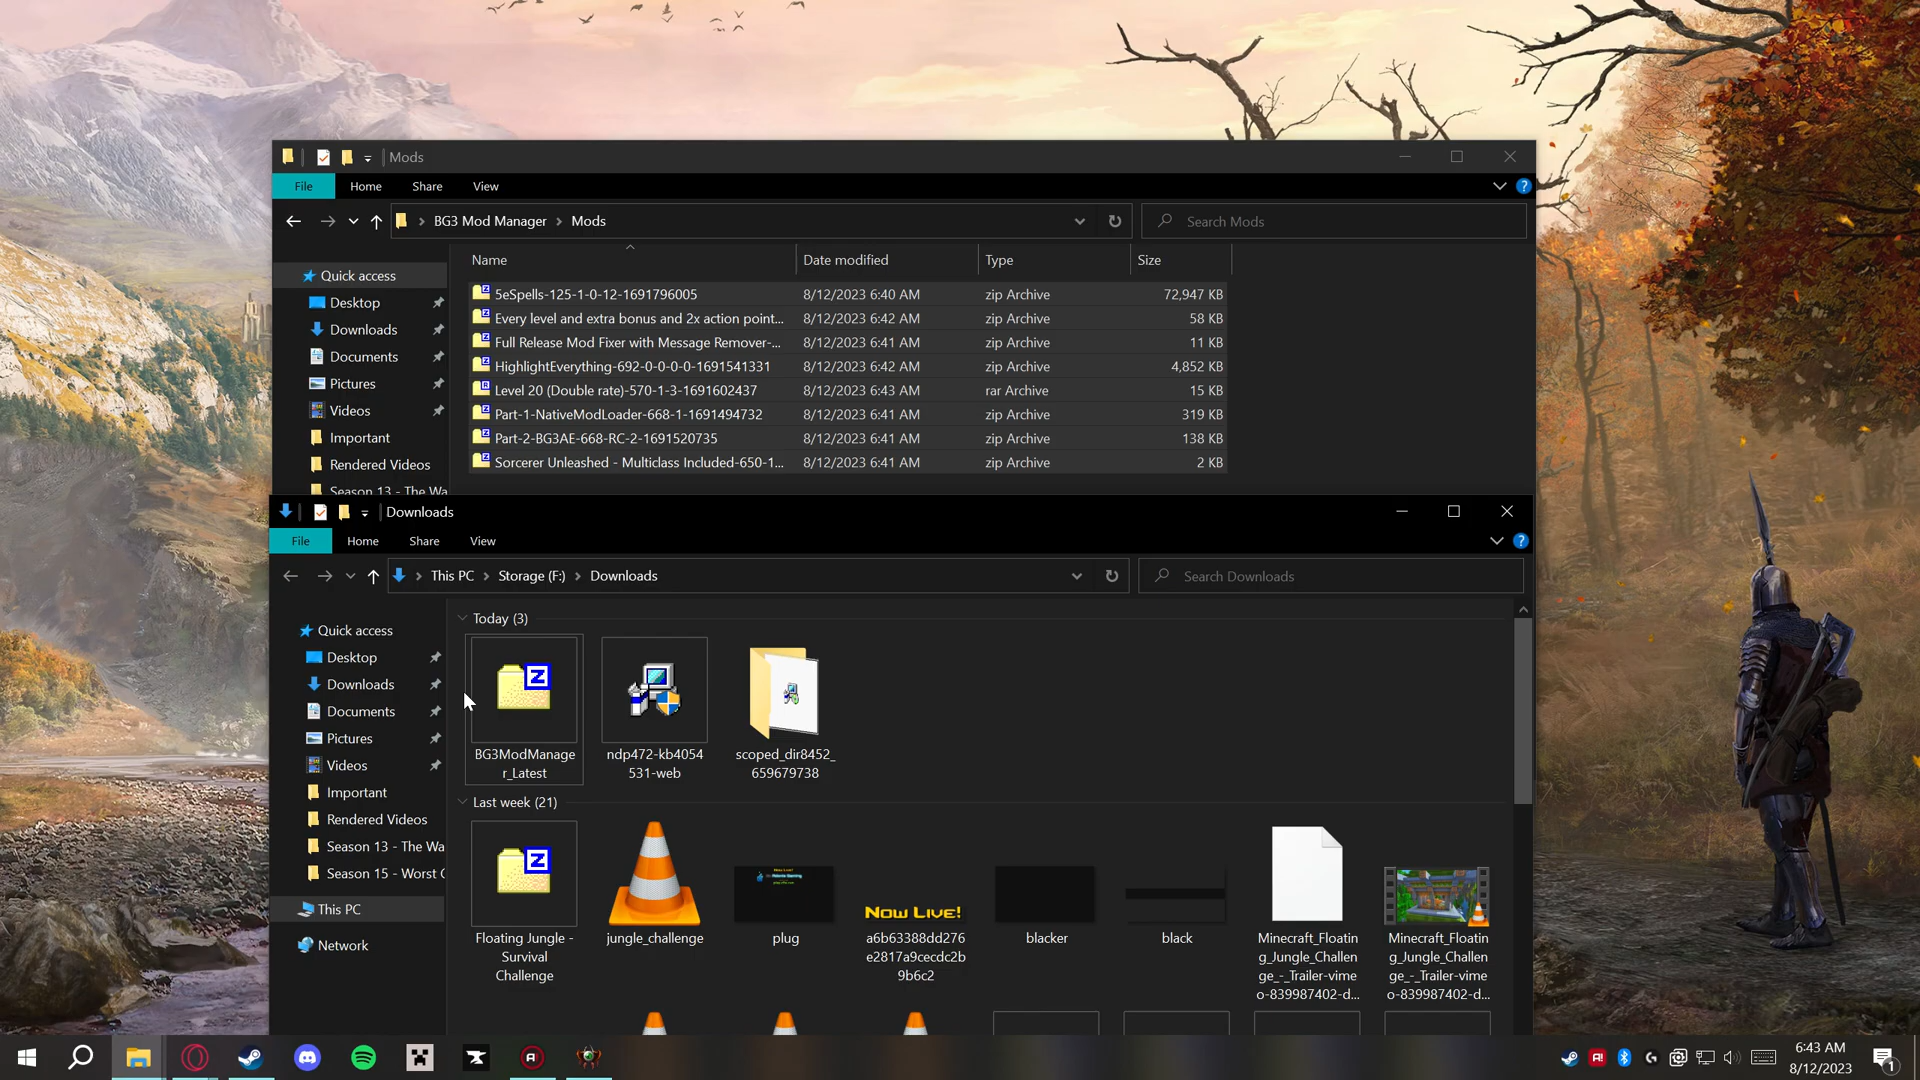 Mods
File Home Share View
BG3 Mod Manager > Mods
Search Mods
Name Date modified Type Size
Quick access
Desktop
Downloads
Documents
Pictures
Videos
Important
Rendered Videos
Season 13 - The Wa
5eSpells-125-1-0-12-1691796005 8/12/2023 6:40 AM zip Archive 72,947 KB
Every level and extra bonus and 2x action point... 8/12/2023 6:42 AM zip Archive 58 KB
Full Release Mod Fixer with Message Remover-... 8/12/2023 6:41 AM zip Archive 11 KB
HighlightEverything-692-0-0-0-0-1691541331 8/12/2023 6:42 AM zip Archive 4,852 KB
Level 20 (Double rate)-570-1-3-1691602437 8/12/2023 6:43 AM rar Archive 15 KB
Part-1-NativeModLoader-668-1-1691494732 8/12/2023 6:41 AM zip Archive 319 KB
Part-2-BG3AE-668-RC-2-1691520735 8/12/2023 6:41 AM zip Archive 138 KB
Sorcerer Unleashed - Multiclass Included-650-1... 8/12/2023 6:41 AM zip Archive 2 KB
Downloads
File Home Share View
This PC > Storage (F:) > Downloads
Search Downloads
Quick access
Desktop
Downloads
Documents
Pictures
Videos
Important
Rendered Videos
Season 13 - The Wa
Season 15 - Worst C
This PC
Network
Today (3)
BG3ModManage
r_Latest
ndp472-kb4054
531-web
scoped_dir8452_
659679738
Last week (21)
Floating Jungle -
Survival
Challenge
jungle_challenge
plug
Now Live!
a6b63388dd276
e2817a9cecdc2b
9b6c2
blacker
black
Minecraft_Floatin
g_Jungle_Challen
ge_-_Trailer-vime
o-839987402-d...
Minecraft_Floatin
g_Jungle_Challen
ge_-_Trailer-vime
o-839987402-d...
6:43 AM
8/12/2023
1